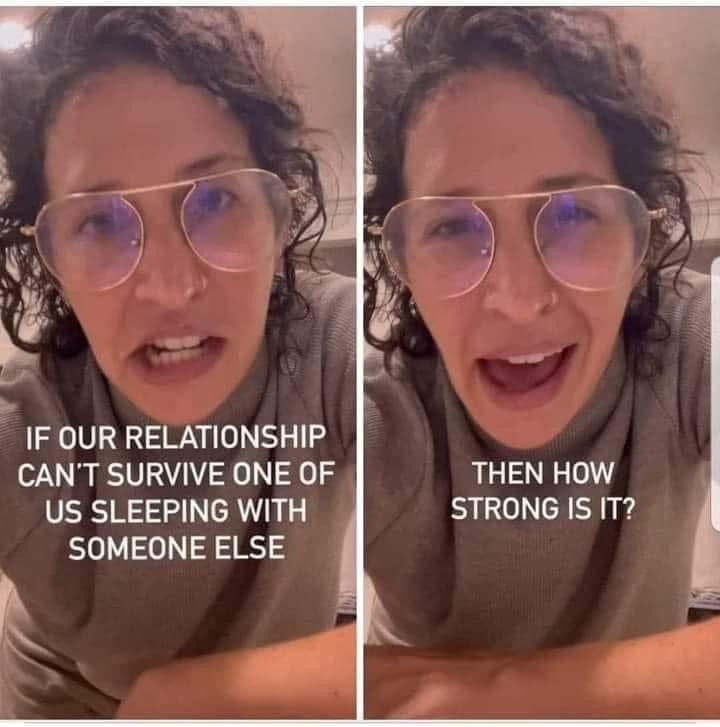 IF OUR RELATIONSHIP
CAN'T SURVIVE ONE OF
US SLEEPING WITH
SOMEONE ELSE
THEN HOW
STRONG IS IT?